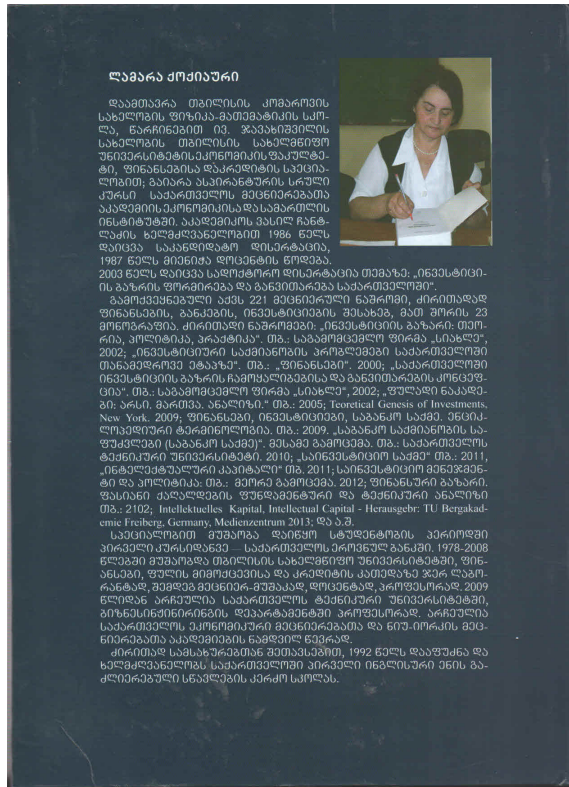 ლამარა ქოქიაური
დაამთავრა თბილისის კომაროვის
სახელობის ფიზიკა-მათემატიკის სკო-
ლა, წარჩინებით ივ. ჯავახიშვილის
სახელობის თბილისის სახელმწიფო
უნივერსიტეტის ეკონომიკის ფაკულტე-
ტი, ფინანსებისა და კრედიტის სპეცია-
ლობით; გაიარა ასპირანტურის სრული
კურსი საქართველოს მეცნიერებათა
აკადემიის ეკონომიკისა და სამართლის
ინსტიტუტში. აკადემიკოს ვასილ ჩანტ-
ლაძის ხელმძღვანელობით 1986 წელს
დაიცვა საკანდიდატო დისერტაცია,
1987 წელს მიენიჭა დოცენტის წოდება.
2003 წელს დაიცვა სადოქტორო დისერტაცია თემაზე: „ინვესტიცი-
ის ბაზრის ფორმირება და განვითარება საქართველოში“.
გამოქვეყნებული აქვს 221 მეცნიერული ნაშრომი, ძირითადად
ფინანსების, ბანკების, ინვესტიციების შესახებ, მათ შორის 23
მონოგრაფია. ძირითადი ნაშრომები: „ინვესტიციის ბაზარი: თეო-
რია, პოლიტიკა, პრაქტიკა“. თბ.: საგამომცემლო ფირმა „სიახლე“,
2002; „ინვესტიციური საქმიანობის პრობლემები საქართველოში
თანამედროვე ეტაპზე“. თბ.: „ფინანსები“. 2000; „საქართველოში
ინვესტიციის ბაზრის ჩამოყალიბებისა და განვითარების კონცეფ-
ცია“. თბ.: საგამომცემლო ფირმა „სიახლე“, 2002; „ფულადი ნაკადე-
ბი: არსი. მართვა. ანალიზი.“ თბ.: 2005; Teoretical Genesis of Investments,
New York. 2009; ფინანსები, ინვესტიციები, საბანკო საქმე. ენციკ-
ლოპედიური ტერმინოლოგია. თბ.: 2009. „საბანკო საქმიანობის სა-
ფუძვლები (საბანკო საქმე)“. მესამე გამოცემა. თბ.: საქართველოს
ტექნიკური უნივერსიტეტი. 2010; „საინვესტიციო საქმე“ თბ.: 2011,
„ინტელექტუალური კაპიტალი“ თბ. 2011; საინვესტიციო მენეჯმენ-
ტი და პოლიტიკა: თბ.: მეორე გამოცემა. 2012; ფინანსური ბაზარი.
ფასიანი ქაღალდების ფუნდამენტური და ტექნიკური ანალიზი
თბ.: 2102; Intellektuelles Kapital, Intellectual Capital - Herausgebr: TU Bergakad-
emie Freiberg, Germany, Medienzentrum 2013; და ა.შ.
სპეციალობით მუშაობა დაიწყო სტუდენტობის პერიოდში
პირველი კურსიდანვე — საქართველოს ეროვნულ ბანკში. 1978-2008
წლებში მუშაობდა თბილისის სახელმწიფო უნივერსიტეტში, ფინ-
ანსები, ფულის მიმოქცევისა და კრედიტის კათედაზე ჯერ ლაბო-
რანტად, შემდეგ მეცნიერ-მუშაკად, დოცენტად, პროფესორად. 2009
წლიდან არჩეულია საქართველოს ტექნიკური უნივერსიტეტში,
ბიზნესინჟინირინგის დეპარტამენტში პროფესორად. არჩეულია
საქართველოს ეკონომიკური მეცნიერებათა და ნიუ-იორკის მეც-
ნიერებათა აკადემიების ნამდვილ წევრად.
ძირითად სამსახურებთან შეთავსებით, 1992 წელს დააფუძნა და
ხელმძღვანელობს საქართველოში პირველი ინგლისური ენის გა-
ძლიერებული სწავლების კერძო სკოლას.